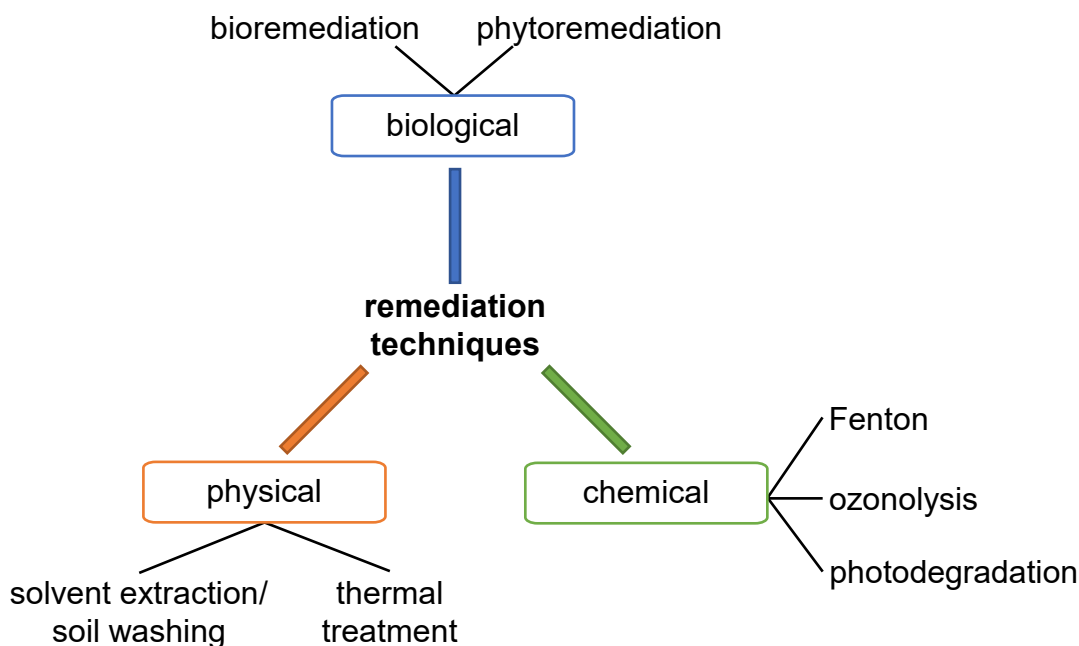 bioremediation
phytoremediation
biological
remediation
techniques
physical
chemical
solvent extraction/
soil washing
thermal
treatment
Fenton
ozonolysis
photodegradation